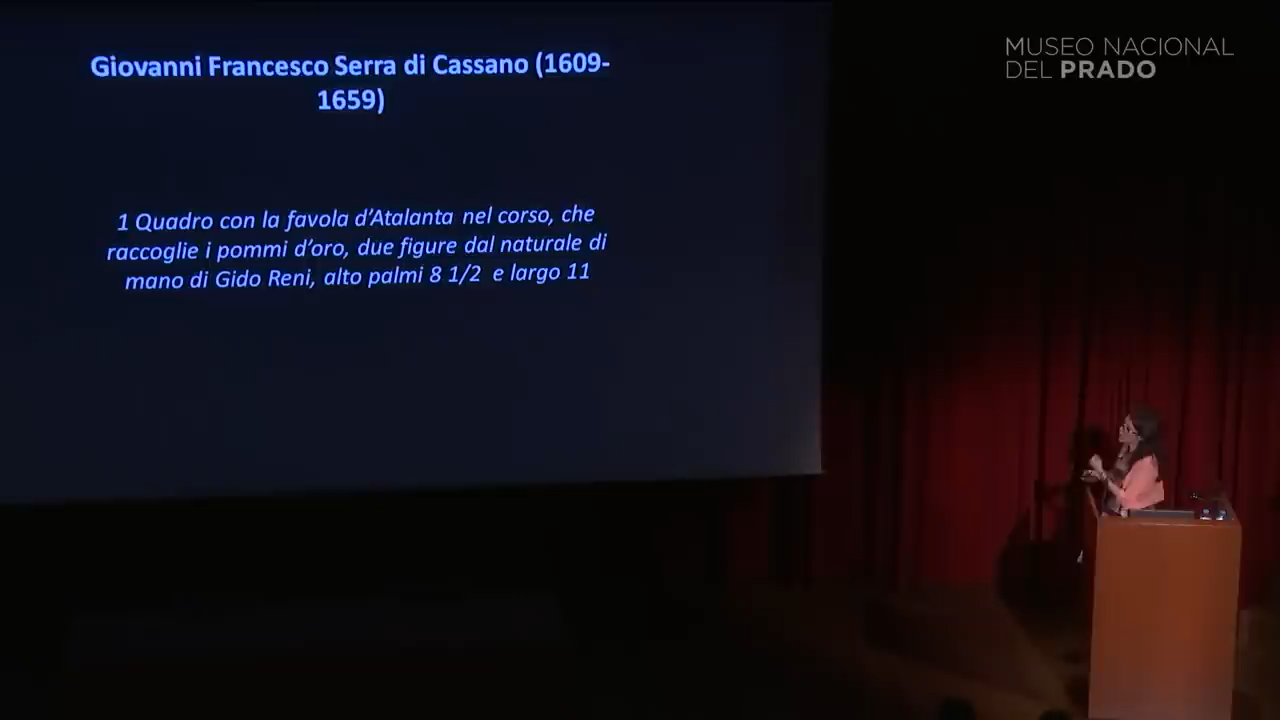 Giovanni Francesco Serra di Cassano (1609-
1659)
1 Quadro con la favola d’Atalanta nel corso, che
raccoglie i pommi d’oro, due figure dal naturale di
mano di Gido Reni, alto palmi 8 1/2 e largo 11
MUSEO NACIONAL
DEL PRADO